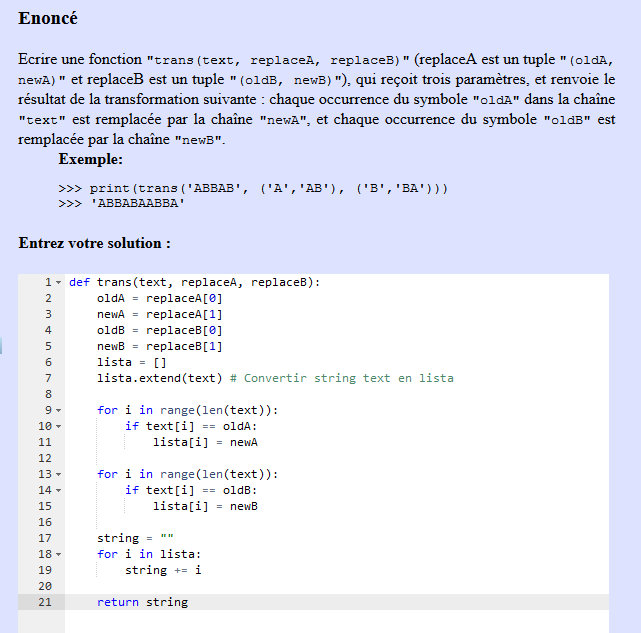 Enoncé
Ecrire une fonction "trans(text, replaceA, replaceB)" (replaceA est un tuple "(oldA,
newA)" et replaceB est un tuple "(oldB, newB)"), qui reçoit trois paramètres, et renvoie le
résultat de la transformation suivante : chaque occurrence du symbole "oldA" dans la chaîne
"text" est remplacée par la chaîne "newA", et chaque occurrence du symbole "oldB" est
remplacée par la chaîne "newB".
Exemple:
>>> print(trans('ABBAB', ('A','AB'), ('B','BA')))
>>> 'ABBABAABBA'
Entrez votre solution :
1 def trans(text, replaceA, replaceB):
2 oldA = replaceA[0]
3 newA = replaceA[1]
4 oldB = replaceB[0]
5 newB = replaceB[1]
6 lista = []
7 lista.extend(text) # Convertir string text en lista
8
9 for i in range(len(text)):
10 if text[i] == oldA:
11 lista[i] = newA
12
13 for i in range(len(text)):
14 if text[i] == oldB:
15 lista[i] = newB
16
17 string = ""
18 for i in lista:
19 string += i
20
21 return string